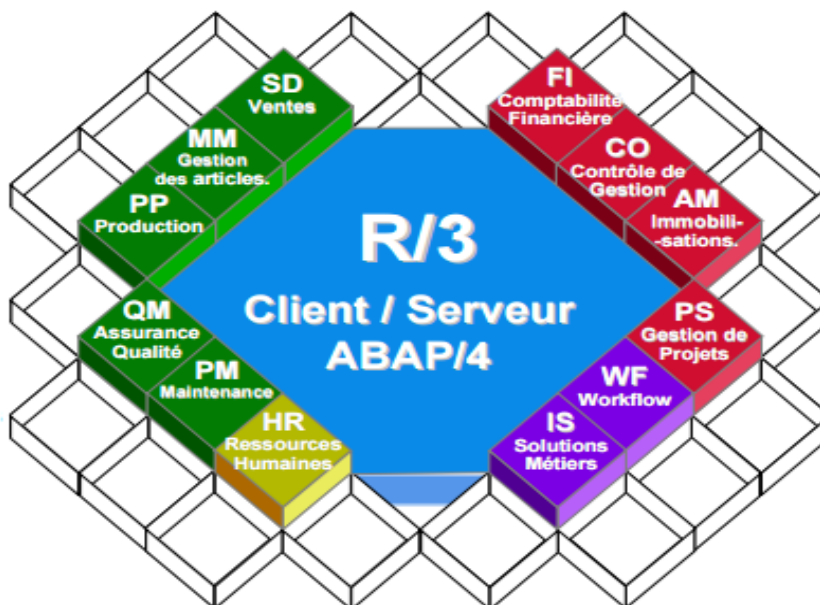 SD
Ventes
MM
Gestion
des articles.
PP
Production
QM
Assurance
Qualité
PM
Maintenance
HR
Ressources
Humaines
R/3
Client / Serveur
ABAP/4
FI
Comptabilité
Financière
CO
Contrôle de
Gestion
AM
Immobili-
-sations.
PS
Gestion de
Projets
WF
Workflow
IS
Solutions
Métiers